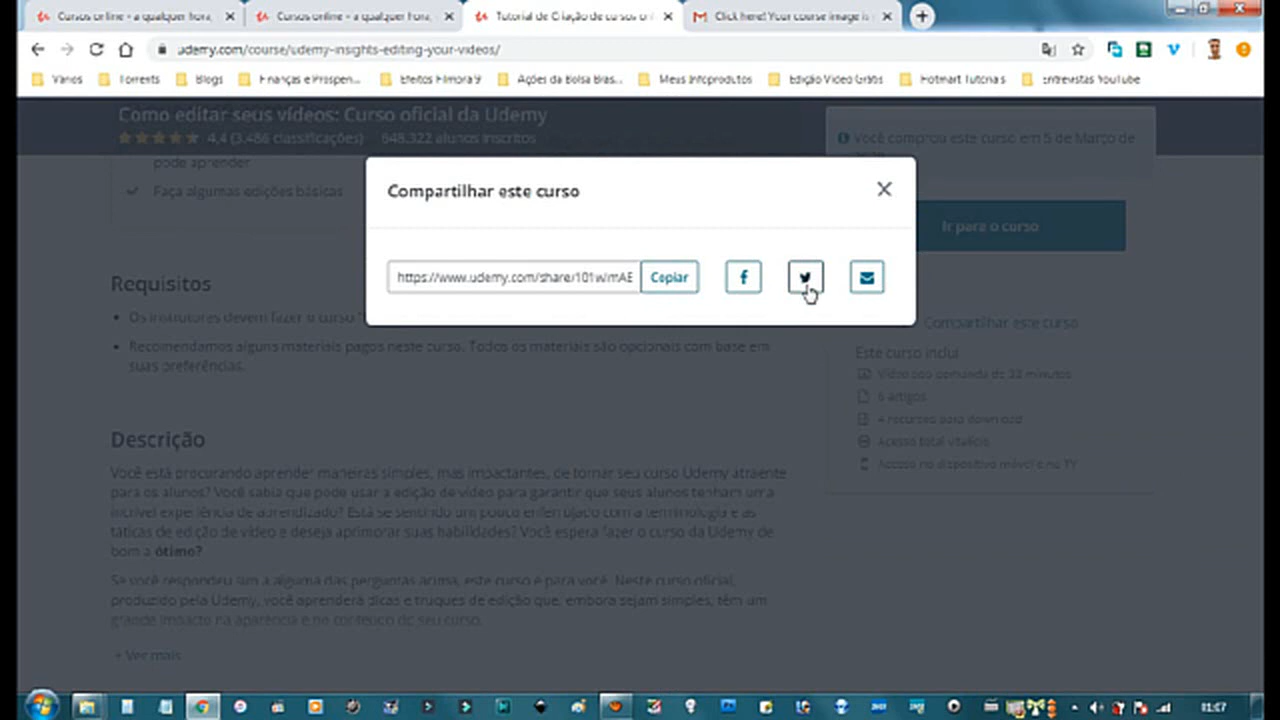 Cursos online - a qualquer hora,
Cursos online - a qualquer hora,
Tutorial de Criação de cursos onl
Click here! Your course image is
udemy.com/course/udemy-insights-editing-your-videos/
Vários
Torrents
Blogs
Finanças e Prosperi...
Efeitos Filmora 9
Ações da Bolsa Bras...
Meus Infoprodutos
Edição Vídeo Grátis
Hotmart Tutoriais
Entrevistas YouTube
Como editar seus vídeos: Curso oficial da Udemy
4,4 (3.486 classificações)
Você comprou este curso em 5 de Março de
pode aprender
Faça algumas edições básicas
Compartilhar este curso
https://www.udemy.com/share/101wmAE
Copiar
Ir para o curso
Requisitos
Os instrutores devem fazer o curso "
Recomendamos alguns materiais pagos neste curso. Todos os materiais são opcionais com base em
suas preferências.
Compartilhar este curso
Este curso inclui
Vídeo sob demanda de 33 minutos
6 artigos
4 recursos para download
Acesso total vitalício
Acesso no dispositivo móvel e na TV
Descrição
Você está procurando aprender maneiras simples, mas impactantes, de tornar seu curso Udemy atraente
para os alunos? Você sabia que pode usar a edição de vídeo para garantir que seus alunos tenham uma
incrível experiência de aprendizado? Está se sentindo um pouco enferrujado com a terminologia e as
táticas de edição de vídeo e deseja aprimorar suas habilidades? Você espera fazer o curso da Udemy de
bom a ótimo?
Se você respondeu sim a alguma das perguntas acima, este curso é para você. Neste curso oficial,
produzido pela Udemy, você aprenderá dicas e truques de edição que, embora sejam simples, têm um
grande impacto na aparência e no conteúdo do seu curso.
+ Ver mais
01:07